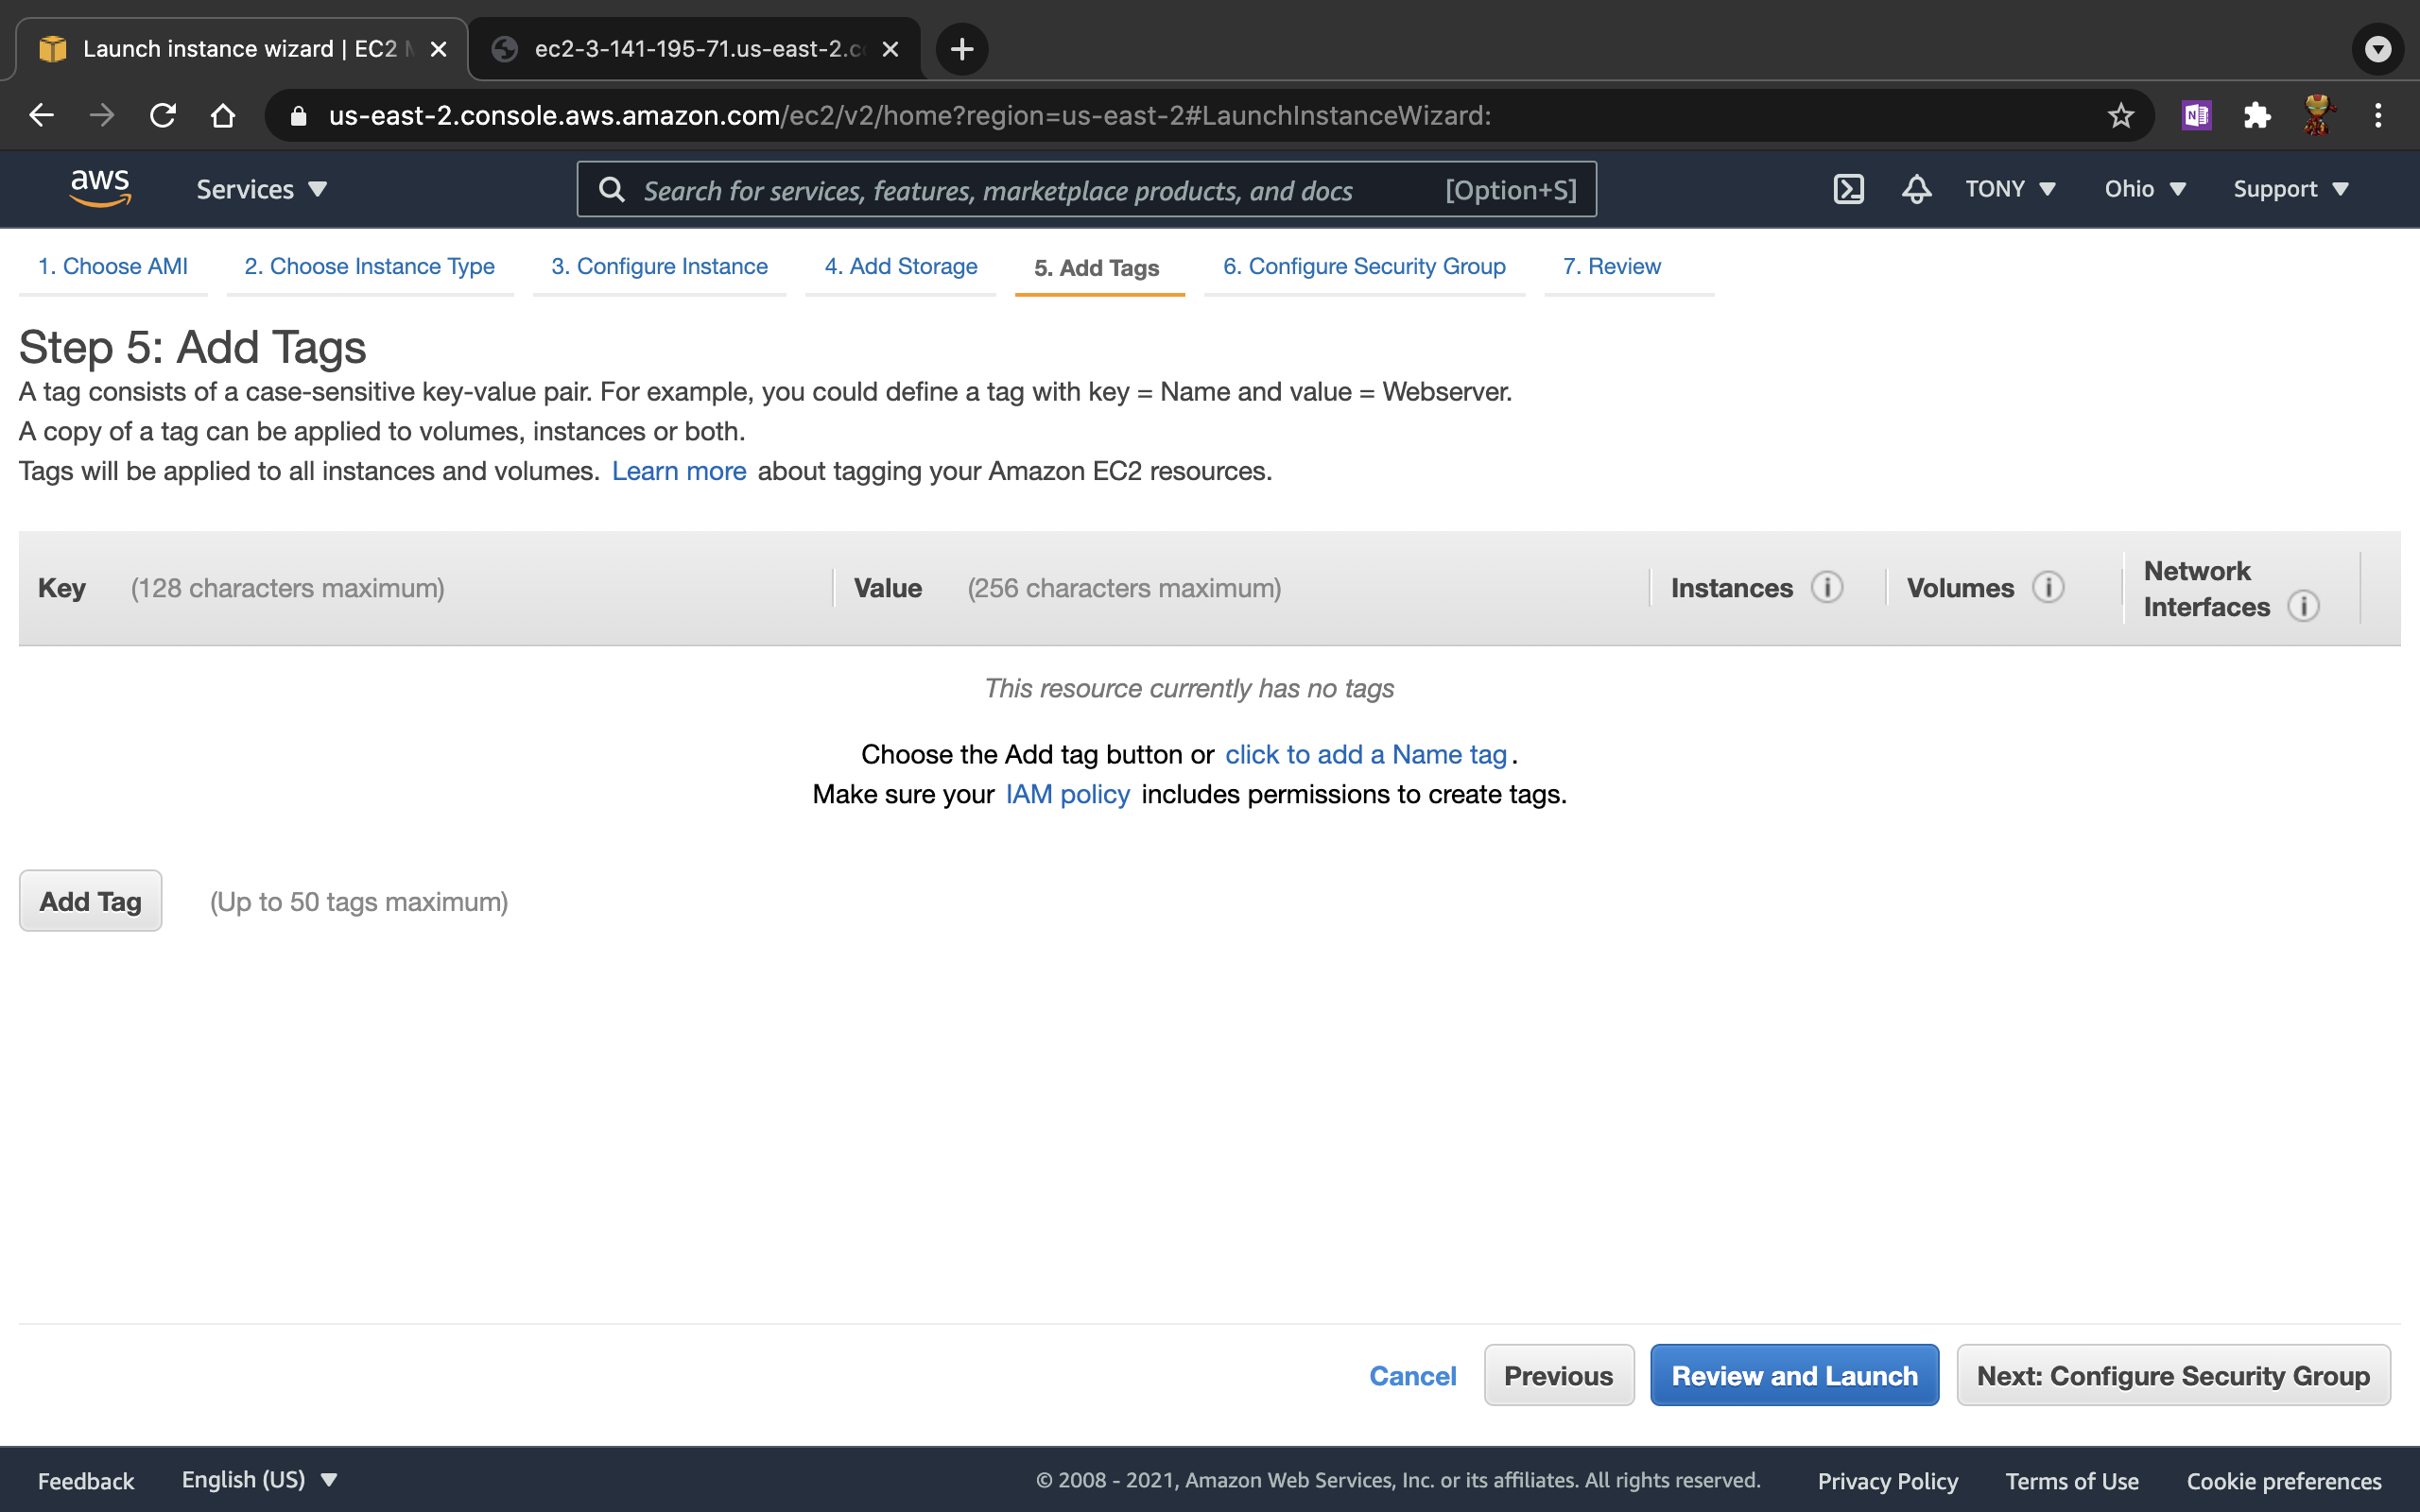 Launch instance wizard | EC2 M
ec2-3-141-195-71.us-east-2.co
us-east-2.console.aws.amazon.com/ec2/v2/home?region=us-east-2#LaunchInstanceWizard:
aws Services Search for services, features, marketplace products, and docs [Option+S] TONY Ohio Support
1. Choose AMI 2. Choose Instance Type 3. Configure Instance 4. Add Storage 5. Add Tags 6. Configure Security Group 7. Review
Step 5: Add Tags
A tag consists of a case-sensitive key-value pair. For example, you could define a tag with key = Name and value = Webserver.
A copy of a tag can be applied to volumes, instances or both.
Tags will be applied to all instances and volumes. Learn more about tagging your Amazon EC2 resources.
Key (128 characters maximum) Value (256 characters maximum) Instances Volumes Network Interfaces
This resource currently has no tags
Choose the Add tag button or click to add a Name tag.
Make sure your IAM policy includes permissions to create tags.
Add Tag (Up to 50 tags maximum)
Cancel Previous Review and Launch Next: Configure Security Group
Feedback English (US) © 2008 - 2021, Amazon Web Services, Inc. or its affiliates. All rights reserved. Privacy Policy Terms of Use Cookie preferences